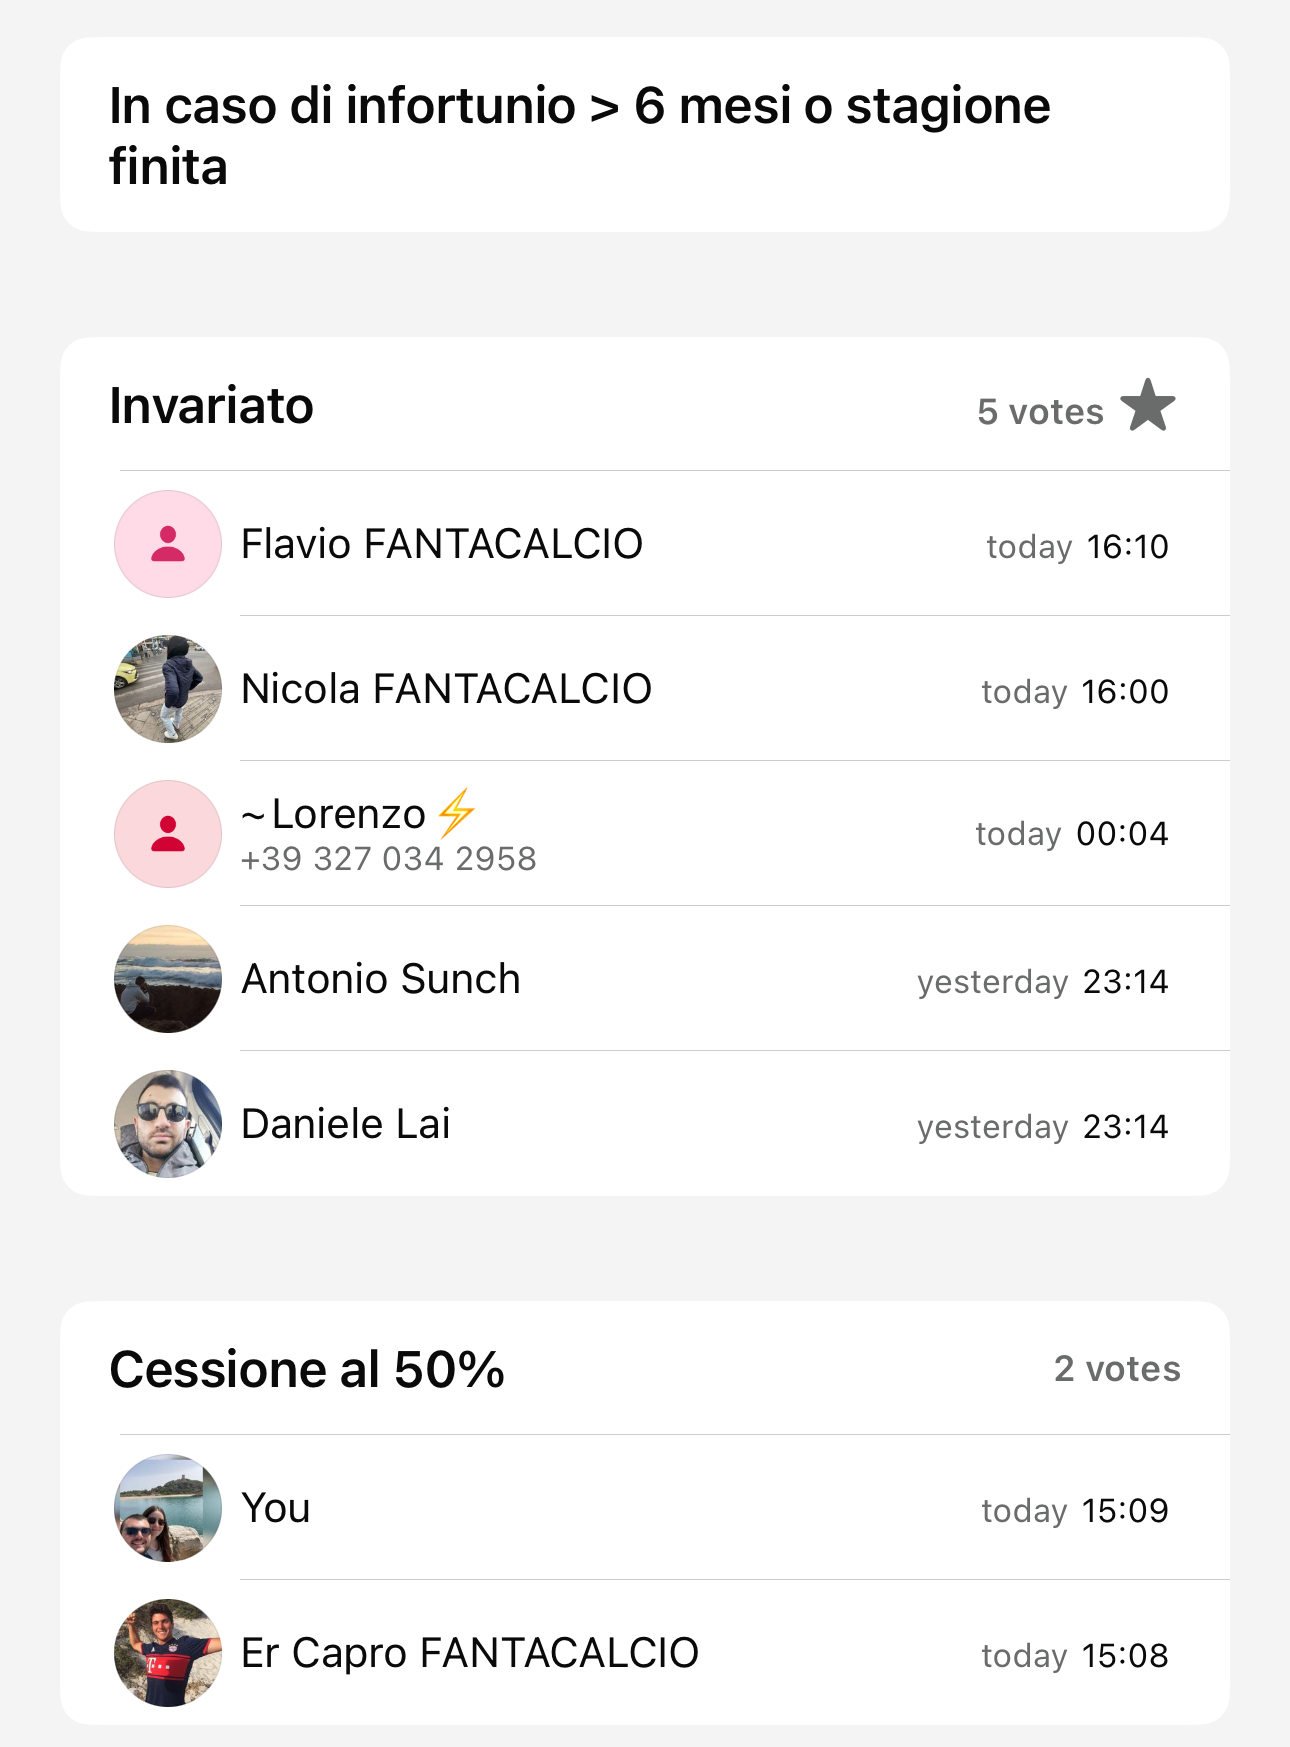 In caso di infortunio > 6 mesi o stagione
finita
Invariato
5 votes
Flavio FANTACALCIO
today 16:10
Nicola FANTACALCIO
today 16:00
~Lorenzo⚡
+39 327 034 2958
today 00:04
Antonio Sunch
yesterday 23:14
Daniele Lai
yesterday 23:14
Cessione al 50%
2 votes
You
today 15:09
Er Capro FANTACALCIO
today 15:08